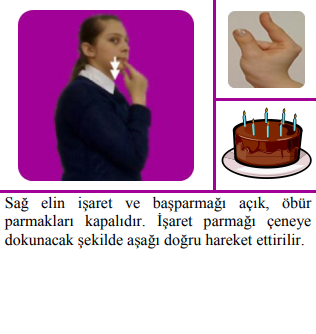 Sağ elin işaret ve başparmağı açık, öbür
parmakları kapalıdır. İşaret parmağı çeneye
dokunacak şekilde aşağı doğru hareket ettirilir.